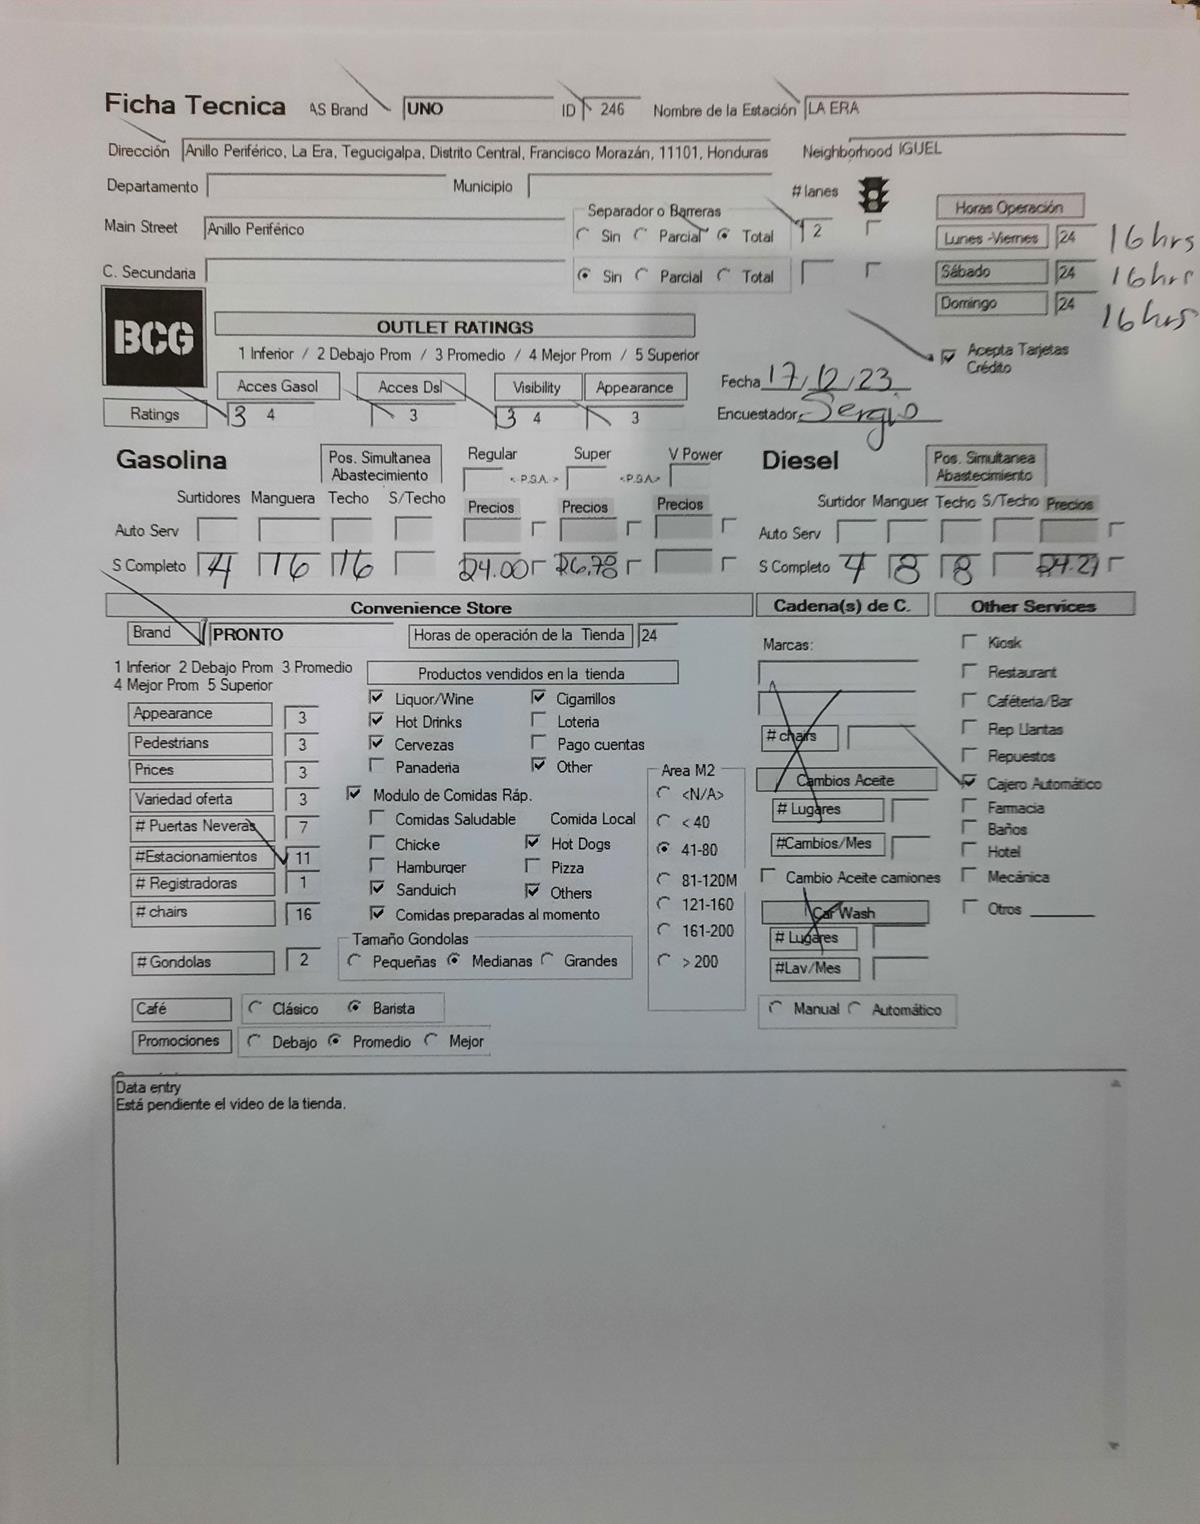 Ficha Tecnica AS Brand UNO ID 246 Nombre de la Estación LA ERA
Dirección Anillo Periférico, La Era, Tegucigalpa, Distrito Central, Francisco Morazán, 11101, Honduras Neighborhood IGUEL
Departamento Municipio # lanes
Separador o Barreras Horas Operación
Main Street Anillo Periférico Sin Parcial Total 2 Lunes -Viernes 24 16 hrs
C. Secundaria Sin Parcial Total Sábado 24 16 hrs
Domingo 24 16 hrs
BCG OUTLET RATINGS
1 Inferior / 2 Debajo Prom / 3 Promedio / 4 Mejor Prom / 5 Superior Acepta Tarjetas
Crédito
Acces Gasol Acces Dsl Visibility Appearance Fecha 17/12/23
Ratings 3 4 3 3 4 3 Encuestador Sergio
Gasolina Pos. Simultanea Abastecimiento Regular < P.S.A. > Super <P.S.A> V Power Diesel Pos. Simultanea Abastecimiento
Surtidores Manguera Techo S/Techo Precios Precios Precios Surtidor Manguer Techo S/Techo Precios
Auto Serv Auto Serv
S Completo 4 16 16 24.00 26.78 S Completo 4 8 8
Convenience Store Cadena(s) de C. Other Services
Brand PRONTO Horas de operación de la Tienda 24 Marcas: Kiosk
1 Inferior 2 Debajo Prom 3 Promedio
4 Mejor Prom 5 Superior Productos vendidos en la tienda Restaurant
Appearance 3 Liquor/Wine Cigarillos Caféteria/Bar
Hot Drinks Loteria # chairs Rep Llantas
Pedestrians 3 Cervezas Pago cuentas Repuestos
Prices 3 Panaderia Other Area M2 Cambios Aceite Cajero Automático
Variedad oferta 3 Modulo de Comidas Ráp. <N/A> # Lugares Farmacia
# Puertas Neveras 7 Comidas Saludable Comida Local < 40 Baños
#Estacionamientos 11 Chicke Hot Dogs 41-80 #Cambios/Mes Hotel
Hamburger Pizza
# Registradoras 1 Sanduich Others 81-120M Cambio Aceite camiones Mecánica
# chairs 16 Comidas preparadas al momento 121-160 Car Wash Otros
Tamaño Gondolas 161-200 # Lugares
# Gondolas 2 Pequeñas Medianas Grandes > 200 #Lav/Mes
Café Clásico Barista Manual Automático
Promociones Debajo Promedio Mejor
Data entry
Está pendiente el video de la tienda.